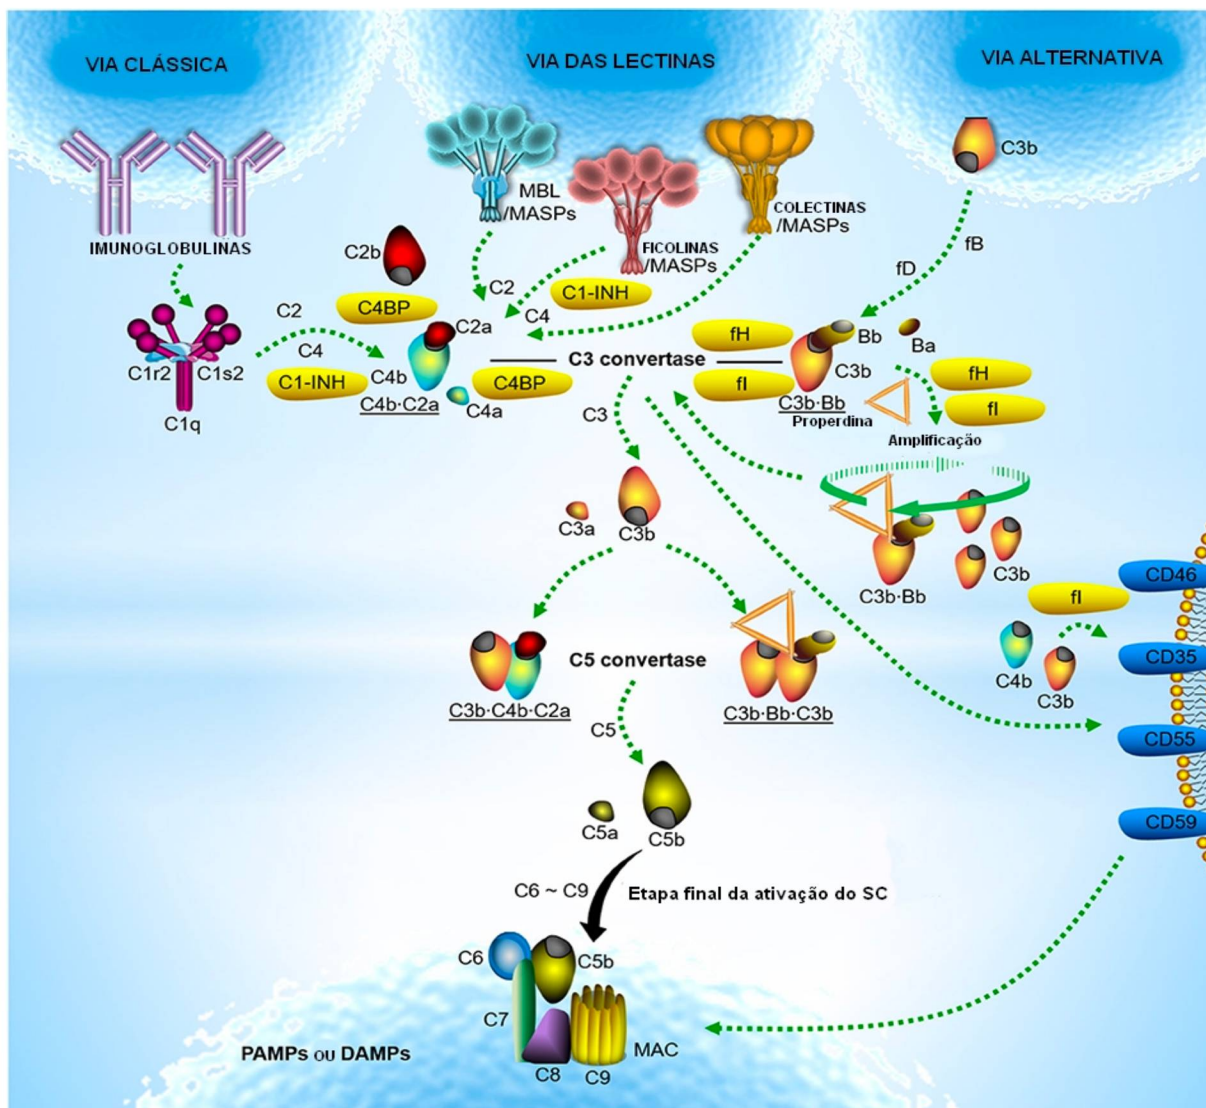 VIA CLÁSSICA
VIA DAS LECTINAS
VIA ALTERNATIVA
IMUNOGLOBULINAS
MBL
/MASPs
FICOLINAS
/MASPs
COLECTINAS
/MASPs
C3b
fB
fD
C2b
C2
C4
C1-INH
C4BP
C2a
C2
C4
C1r2
C1s2
C1q
C1-INH
C4b
C4b·C2a
C4a
C4BP
C3 convertase
fH
fI
Bb
Ba
C3b
C3b·Bb
Properdina
fH
fI
Amplificação
C3
C3a
C3b
C3b·Bb
C3b
fI
CD46
CD35
CD55
CD59
C4b
C3b
C3b·C4b·C2a
C5 convertase
C3b·Bb·C3b
C5
C5a
C5b
C6 ~ C9
Etapa final da ativação do SC
C6
C5b
C7
C8
C9
MAC
PAMPs OU DAMPs